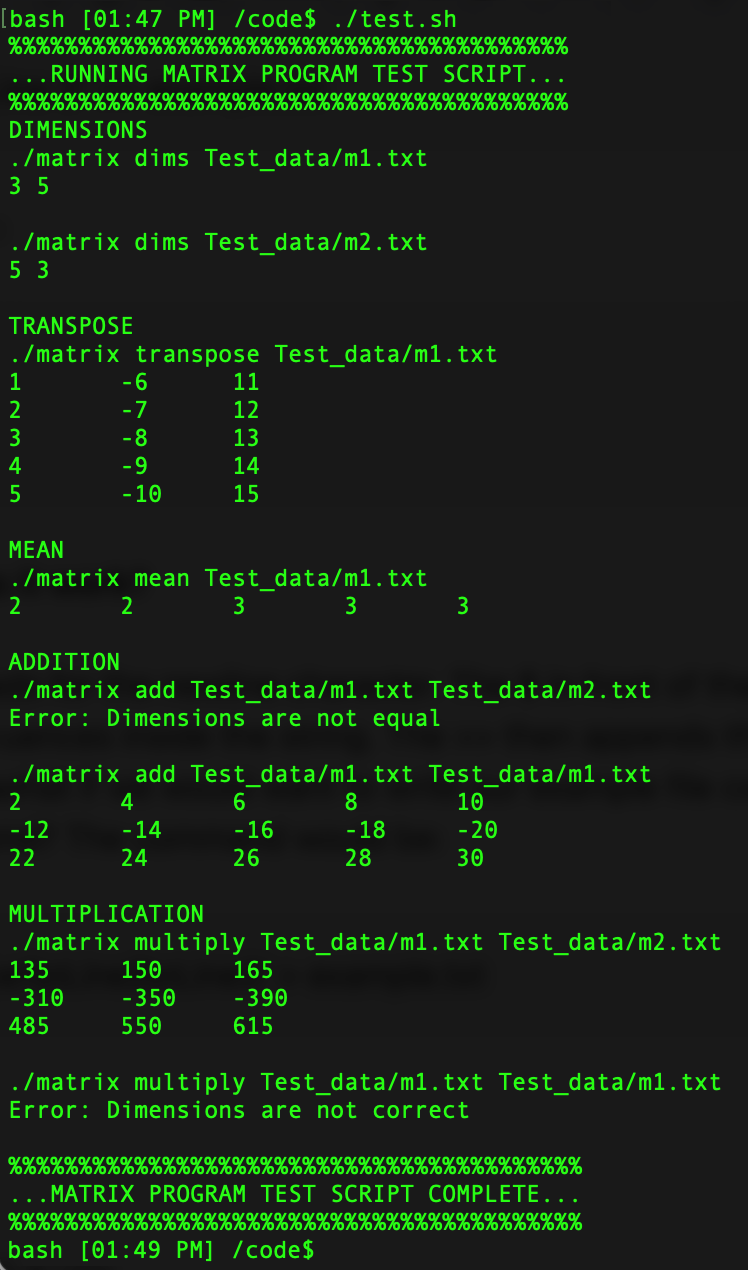 [bash [01:47 PM] /code$ ./test.sh
%%%%%%%%%%%%%%%%%%%%%%%%%%%%%%%%%%%%%%%%
...RUNNING MATRIX PROGRAM TEST SCRIPT...
%%%%%%%%%%%%%%%%%%%%%%%%%%%%%%%%%%%%%%%%
DIMENSIONS
./matrix dims Test_data/m1.txt
3 5
./matrix dims Test_data/m2.txt
5 3
TRANSPOSE
./matrix transpose Test_data/m1.txt
1 -6 11
2 -7 12
3 -8 13
4 -9 14
5 -10 15
MEAN
./matrix mean Test_data/m1.txt
2 2 3 3 3
ADDITION
./matrix add Test_data/m1.txt Test_data/m2.txt
Error: Dimensions are not equal
./matrix add Test_data/m1.txt Test_data/m1.txt
2 4 6 8 10
-12 -14 -16 -18 -20
22 24 26 28 30
MULTIPLICATION
./matrix multiply Test_data/m1.txt Test_data/m2.txt
135 150 165
-310 -350 -390
485 550 615
./matrix multiply Test_data/m1.txt Test_data/m1.txt
Error: Dimensions are not correct
%%%%%%%%%%%%%%%%%%%%%%%%%%%%%%%%%%%%%%%%%
...MATRIX PROGRAM TEST SCRIPT COMPLETE...
%%%%%%%%%%%%%%%%%%%%%%%%%%%%%%%%%%%%%%%%%
bash [01:49 PM] /code$